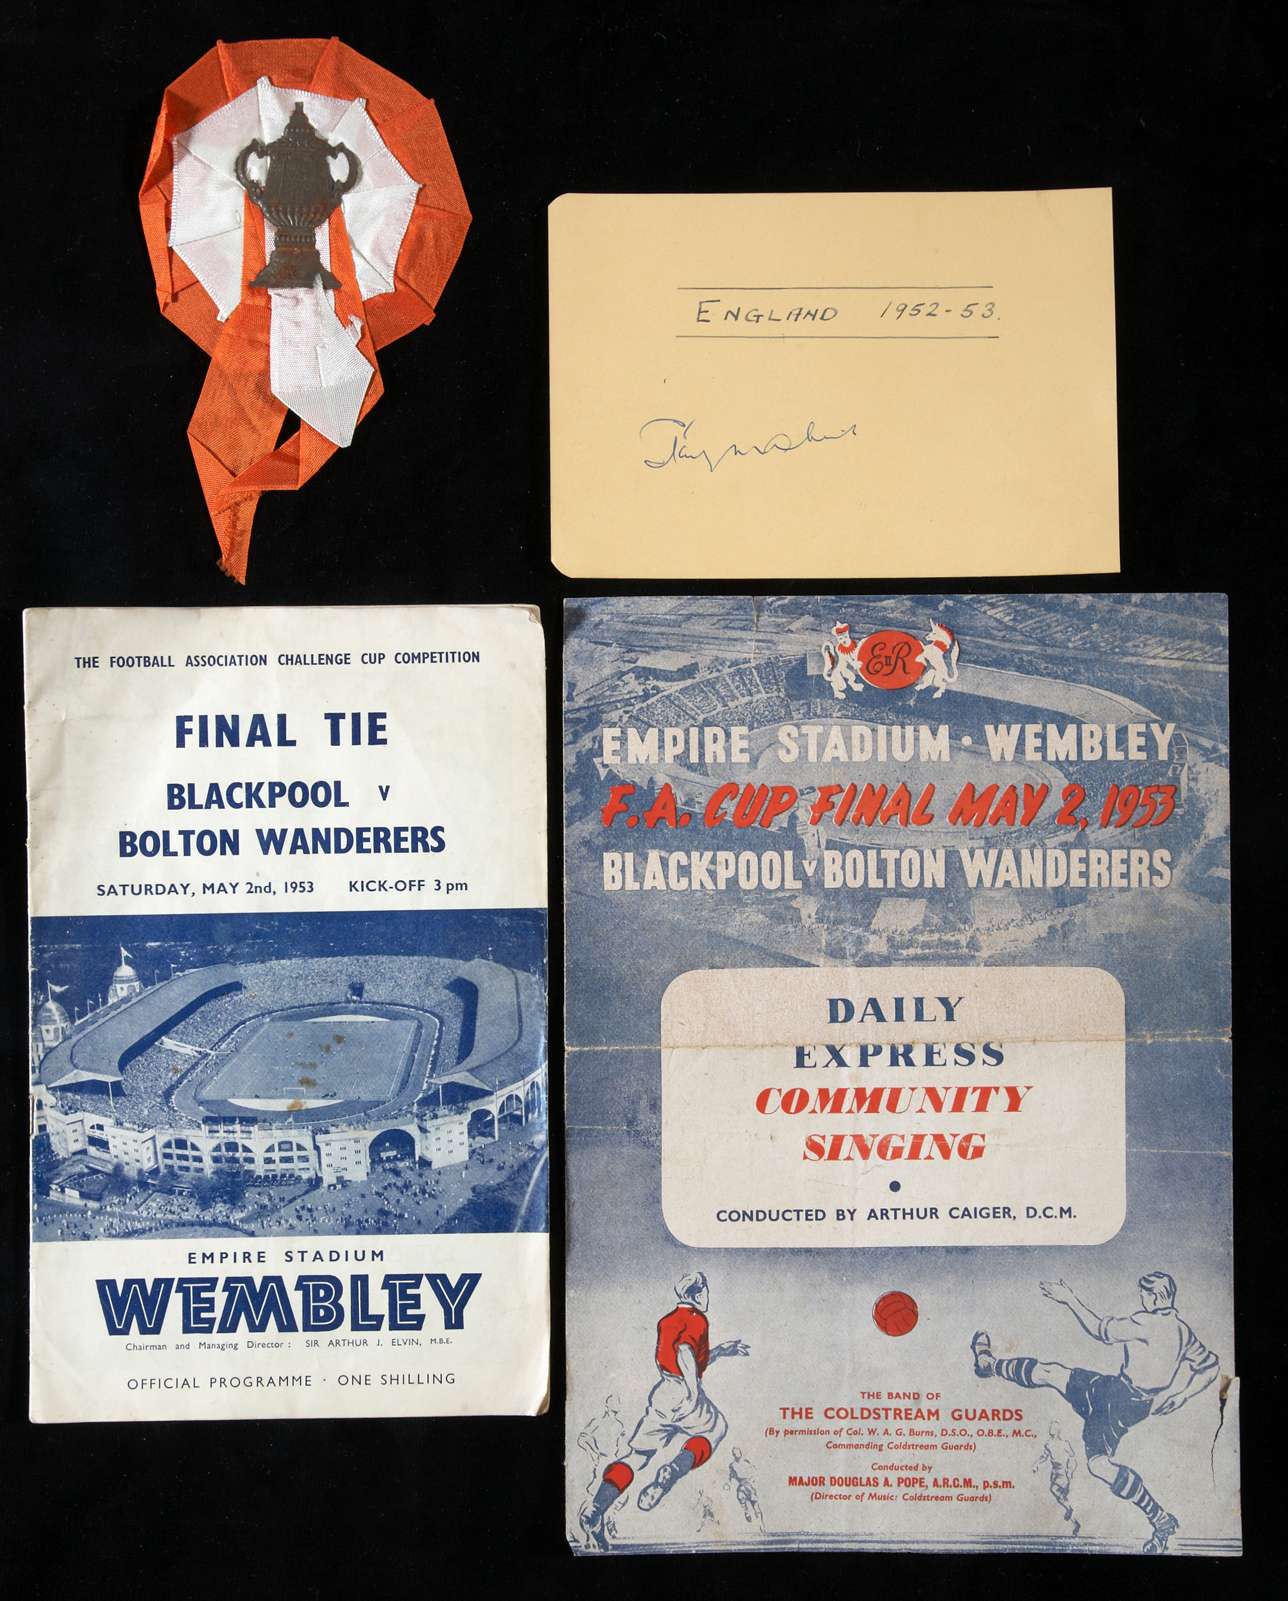 ENGLAND 1952-53.
THE FOOTBALL ASSOCIATION CHALLENGE CUP COMPETITION
FINAL TIE
BLACKPOOL v
BOLTON WANDERERS
SATURDAY, MAY 2nd, 1953 KICK-OFF 3 pm
EMPIRE STADIUM
WEMBLEY
Chairman and Managing Director: SIR ARTHUR J. ELVIN, M.B.E.
OFFICIAL PROGRAMME · ONE SHILLING
E II R
EMPIRE STADIUM · WEMBLEY
F.A. CUP FINAL MAY 2, 1953
BLACKPOOL v BOLTON WANDERERS
DAILY
EXPRESS
COMMUNITY
SINGING
CONDUCTED BY ARTHUR CAIGER, D.C.M.
THE BAND OF
THE COLDSTREAM GUARDS
(By permission of Col. W. A. G. Burns, D.S.O., O.B.E., M.C.,
Commanding Coldstream Guards)
Conducted by
MAJOR DOUGLAS A. POPE, A.R.C.M., p.s.m.
(Director of Music: Coldstream Guards)